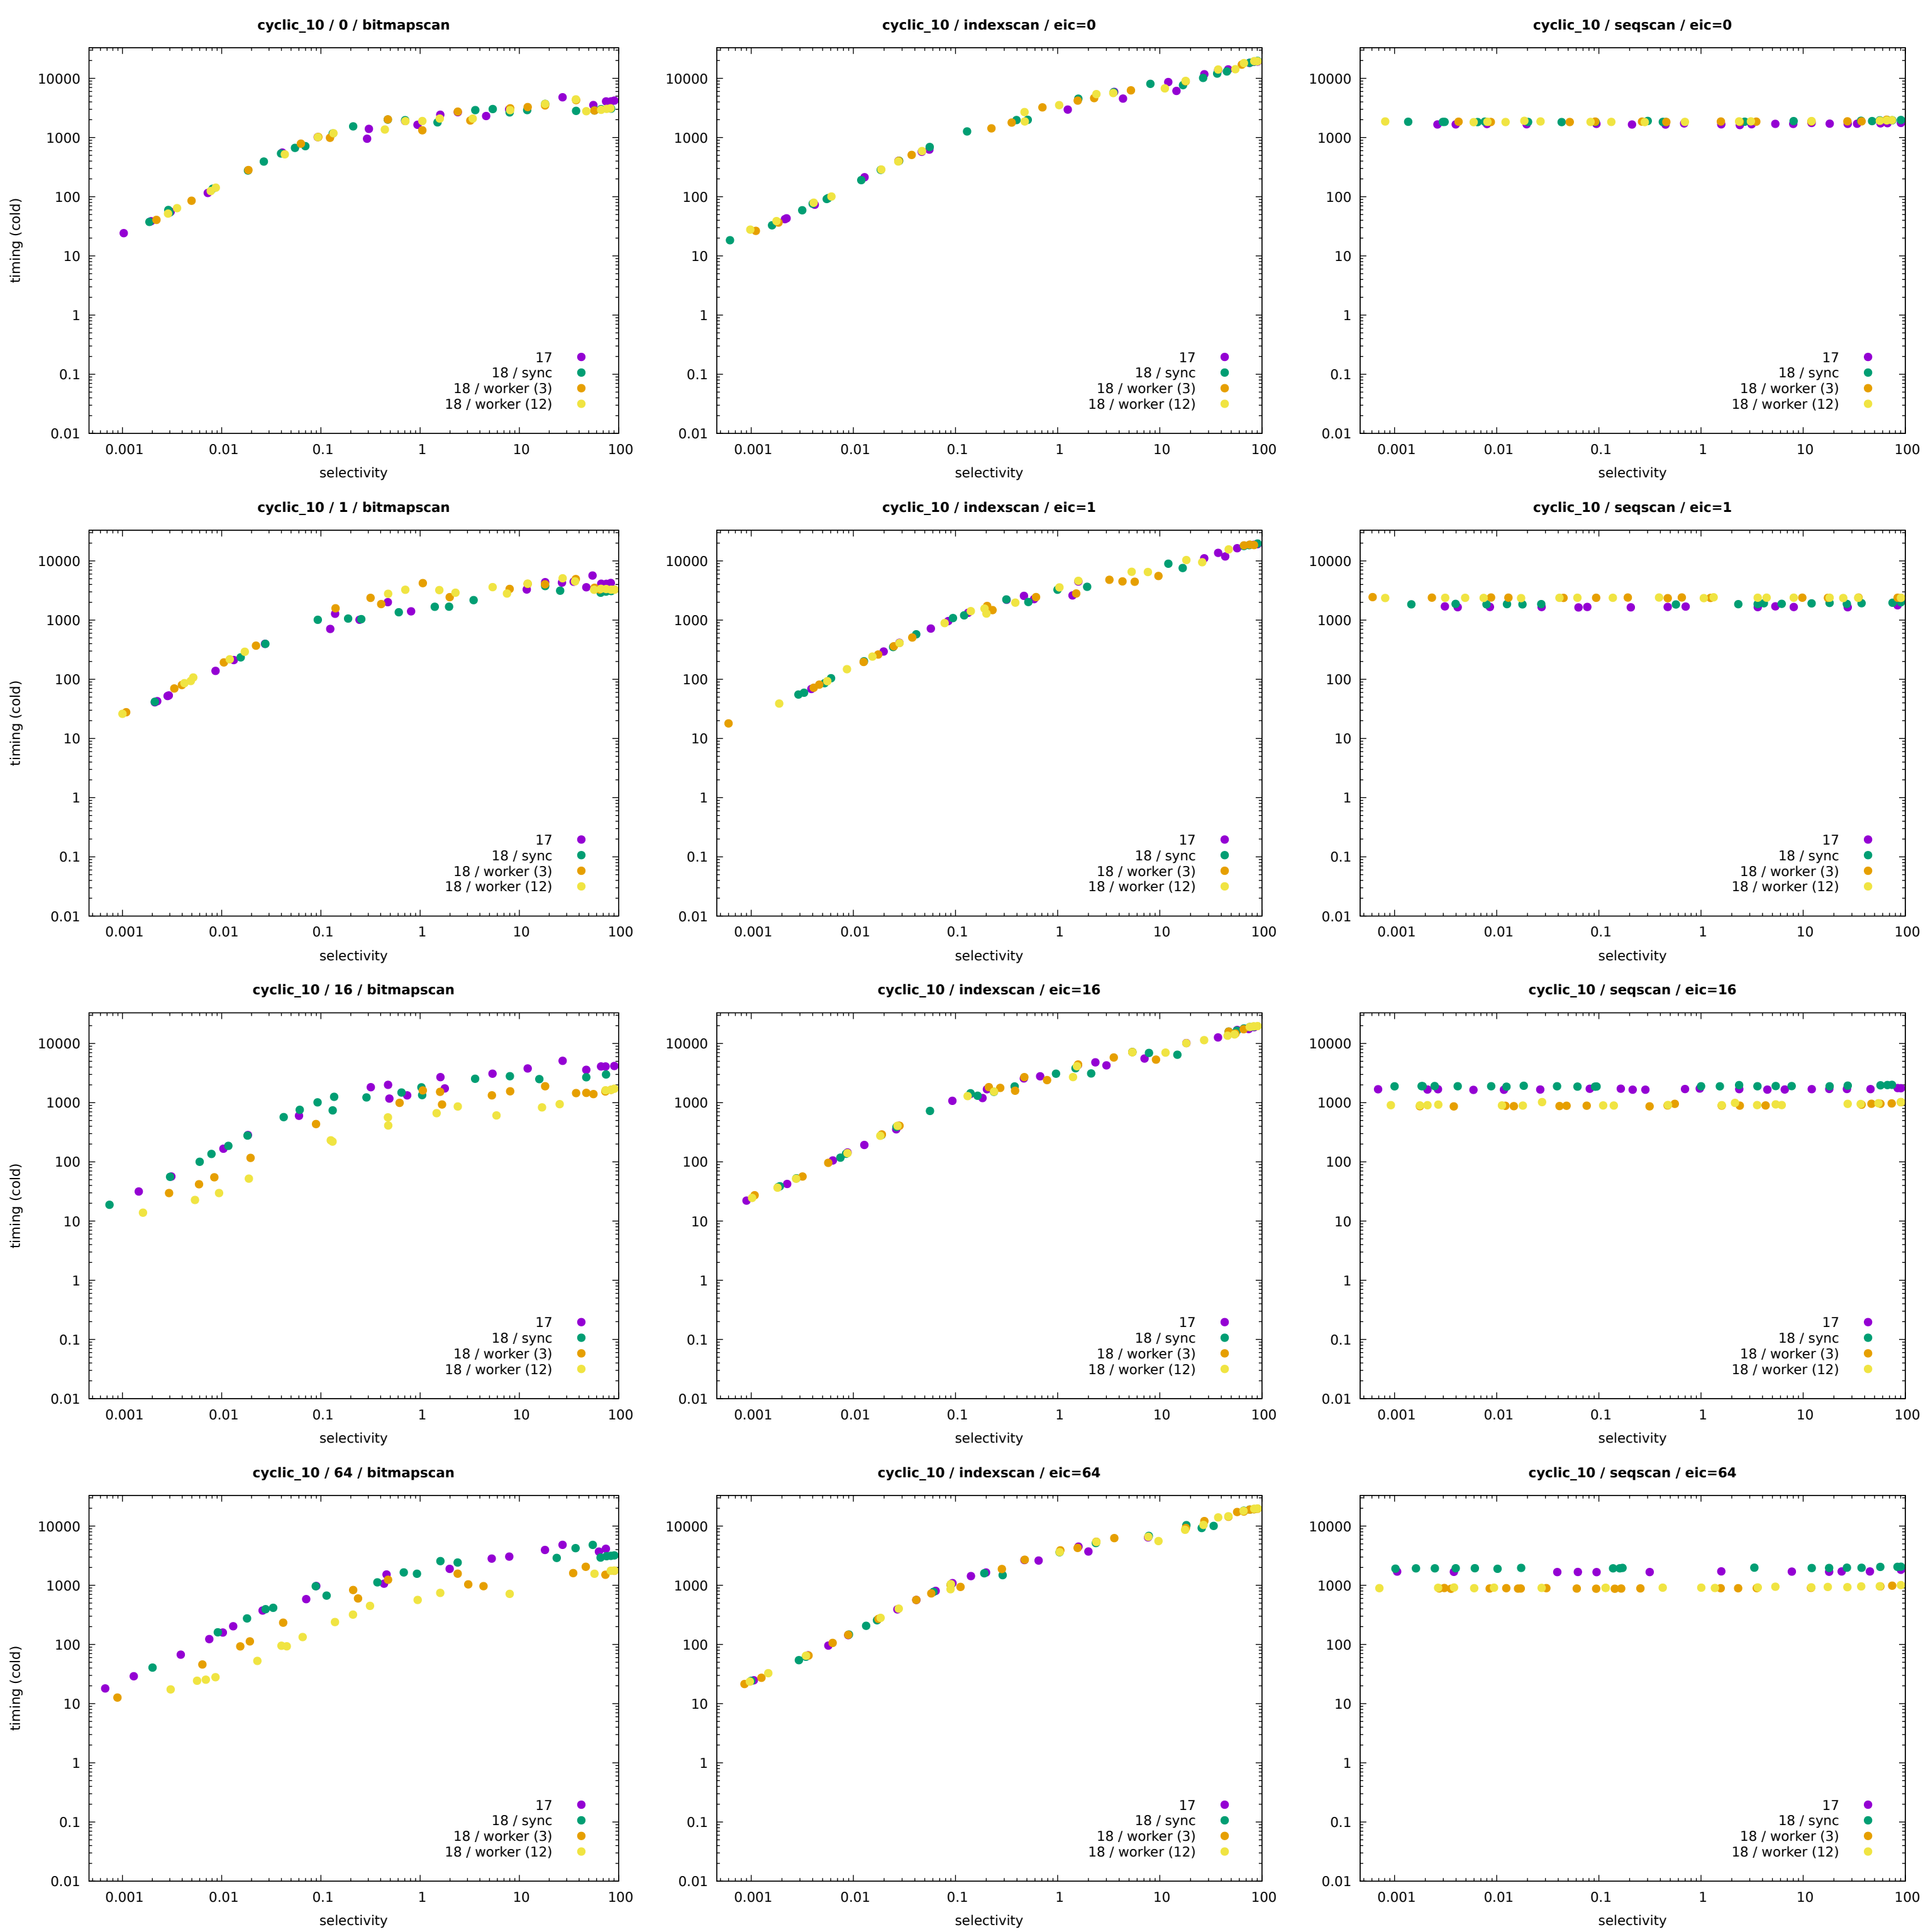 cyclic_10 / 0 / bitmapscan
10000
1000
100
10
1
0.1
0.01
timing (cold)
17
18 / sync
18 / worker (3)
18 / worker (12)
0.001 0.01 0.1 1 10 100
selectivity
cyclic_10 / indexscan / eic=0
10000
1000
100
10
1
0.1
0.01
17
18 / sync
18 / worker (3)
18 / worker (12)
0.001 0.01 0.1 1 10 100
selectivity
cyclic_10 / seqscan / eic=0
10000
1000
100
10
1
0.1
0.01
17
18 / sync
18 / worker (3)
18 / worker (12)
0.001 0.01 0.1 1 10 100
selectivity
cyclic_10 / 1 / bitmapscan
10000
1000
100
10
1
0.1
0.01
timing (cold)
17
18 / sync
18 / worker (3)
18 / worker (12)
0.001 0.01 0.1 1 10 100
selectivity
cyclic_10 / indexscan / eic=1
10000
1000
100
10
1
0.1
0.01
17
18 / sync
18 / worker (3)
18 / worker (12)
0.001 0.01 0.1 1 10 100
selectivity
cyclic_10 / seqscan / eic=1
10000
1000
100
10
1
0.1
0.01
17
18 / sync
18 / worker (3)
18 / worker (12)
0.001 0.01 0.1 1 10 100
selectivity
cyclic_10 / 16 / bitmapscan
10000
1000
100
10
1
0.1
0.01
timing (cold)
17
18 / sync
18 / worker (3)
18 / worker (12)
0.001 0.01 0.1 1 10 100
selectivity
cyclic_10 / indexscan / eic=16
10000
1000
100
10
1
0.1
0.01
17
18 / sync
18 / worker (3)
18 / worker (12)
0.001 0.01 0.1 1 10 100
selectivity
cyclic_10 / seqscan / eic=16
10000
1000
100
10
1
0.1
0.01
17
18 / sync
18 / worker (3)
18 / worker (12)
0.001 0.01 0.1 1 10 100
selectivity
cyclic_10 / 64 / bitmapscan
10000
1000
100
10
1
0.1
0.01
timing (cold)
17
18 / sync
18 / worker (3)
18 / worker (12)
0.001 0.01 0.1 1 10 100
selectivity
cyclic_10 / indexscan / eic=64
10000
1000
100
10
1
0.1
0.01
17
18 / sync
18 / worker (3)
18 / worker (12)
0.001 0.01 0.1 1 10 100
selectivity
cyclic_10 / seqscan / eic=64
10000
1000
100
10
1
0.1
0.01
17
18 / sync
18 / worker (3)
18 / worker (12)
0.001 0.01 0.1 1 10 100
selectivity